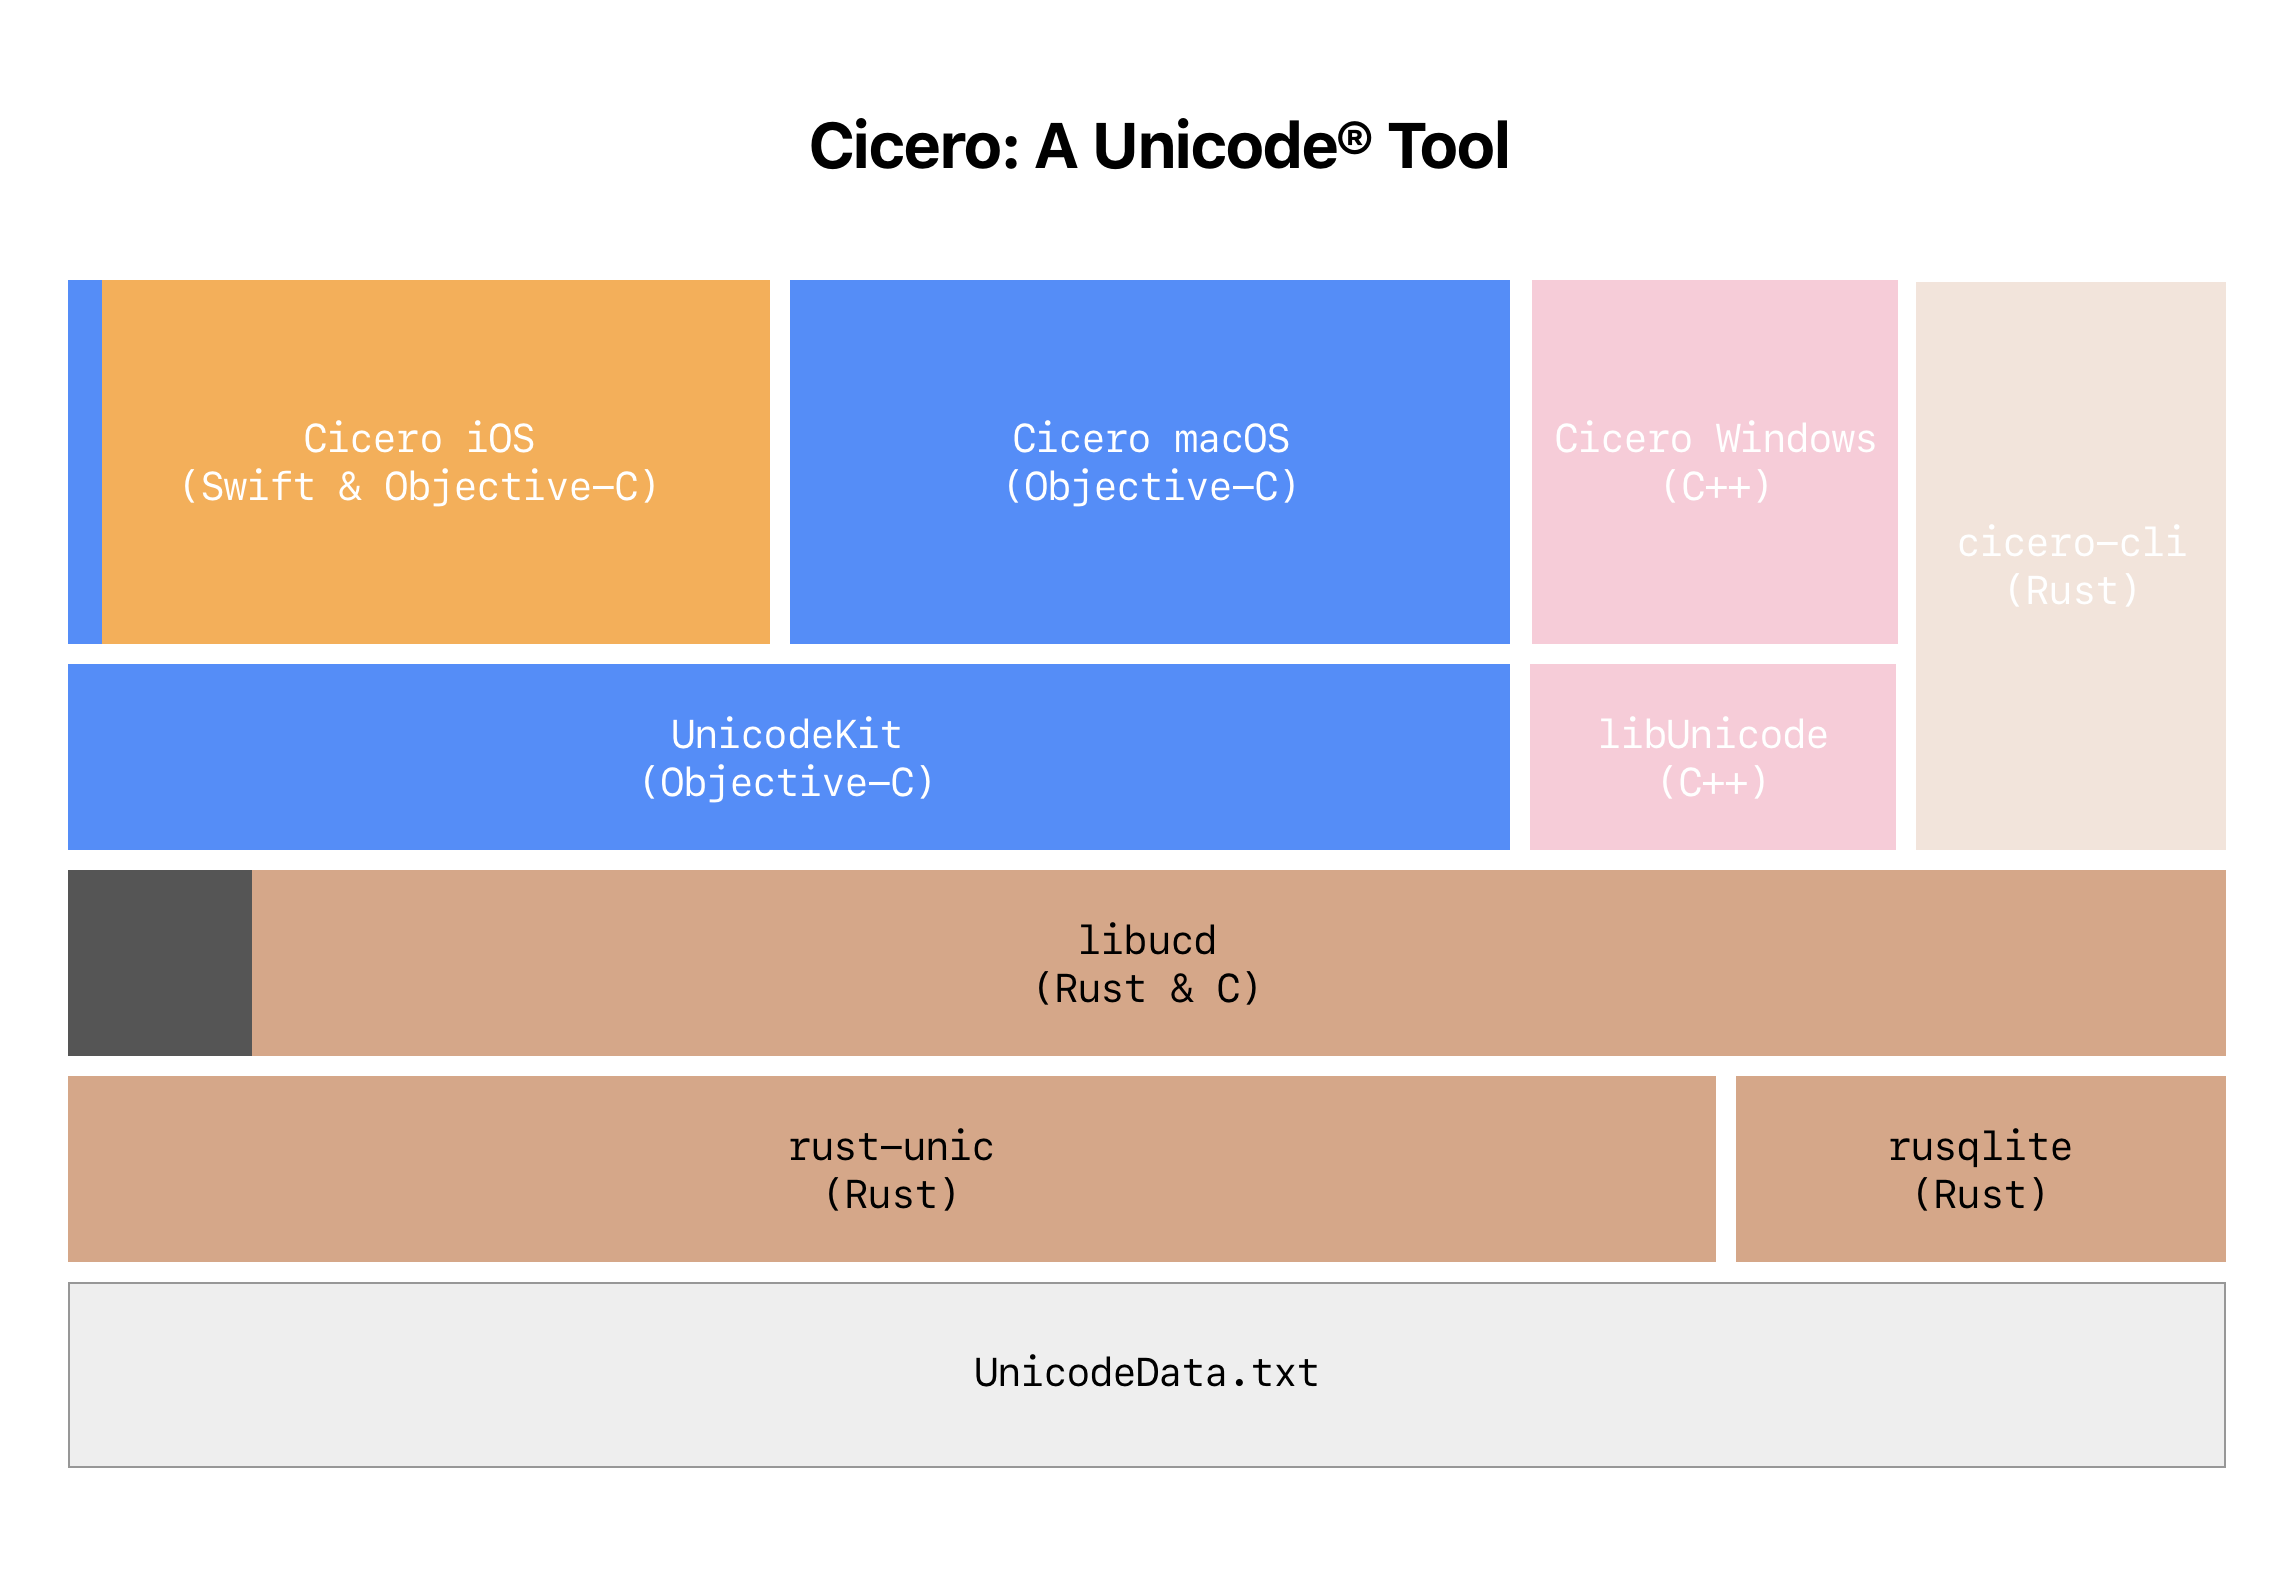 Cicero: A Unicode® Tool
Cicero iOS
(Swift & Objective-C)
Cicero macOS
(Objective-C)
Cicero Windows
(C++)
cicero-cli
(Rust)
UnicodeKit
(Objective-C)
libUnicode
(C++)
libucd
(Rust & C)
rust-unic
(Rust)
rusqlite
(Rust)
UnicodeData.txt